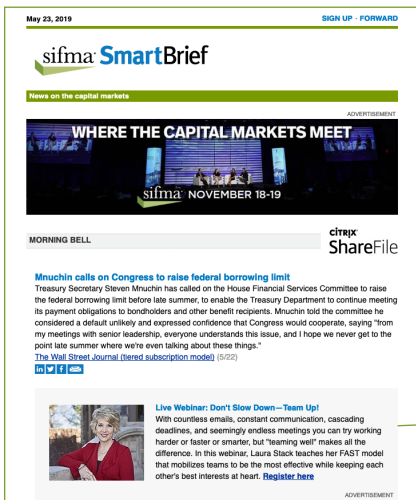 May 23, 2019
SIGN UP - FORWARD
sifma SmartBrief
News on the capital markets
ADVERTISEMENT
WHERE THE CAPITAL MARKETS MEET
sifma NOVEMBER 18-19
MORNING BELL
CITRIX
ShareFile
Mnuchin calls on Congress to raise federal borrowing limit
Treasury Secretary Steven Mnuchin has called on the House Financial Services Committee to raise
the federal borrowing limit before late summer, to enable the Treasury Department to continue meeting
its payment obligations to bondholders and other benefit recipients. Mnuchin told the committee he
considered a default unlikely and expressed confidence that Congress would cooperate, saying "from
my meetings with senior leadership, everyone understands this issue, and I hope we never get to the
point late summer where we're even talking about these things."
The Wall Street Journal (tiered subscription model) (5/22)
in f
Live Webinar: Don't Slow Down—Team Up!
With countless emails, constant communication, cascading
deadlines, and seemingly endless meetings you can try working
harder or faster or smarter, but "teaming well" makes all the
difference. In this webinar, Laura Stack teaches her FAST model
that mobilizes teams to be the most effective while keeping each
other's best interests at heart. Register here
ADVERTISEMENT